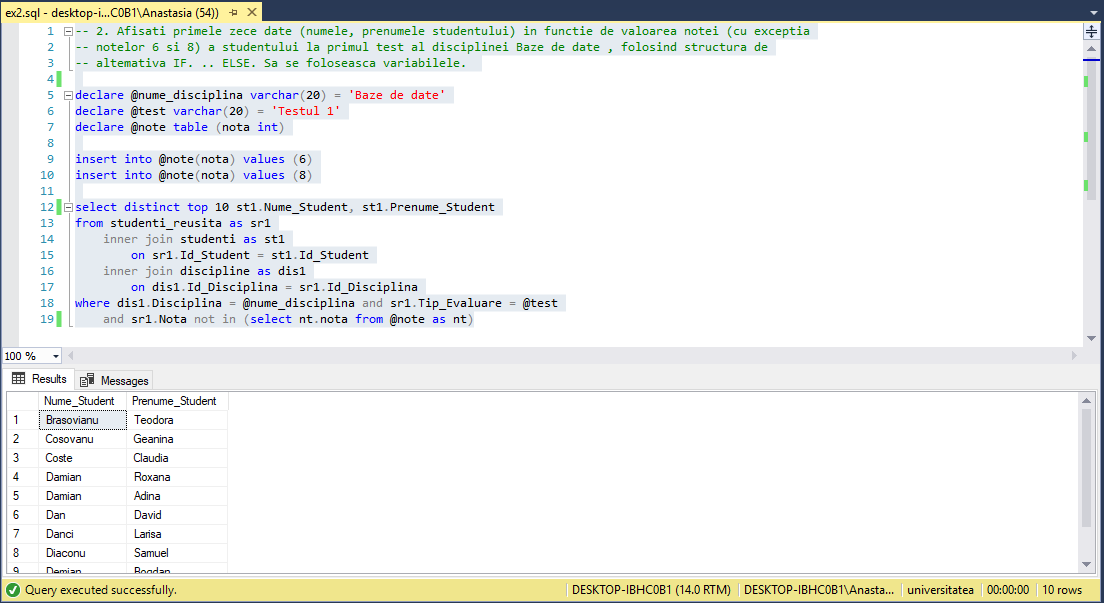 ex2.sql - desktop-i...C0B1\Anastasia (54))
1 -- 2. Afisati primele zece date (numele, prenumele studentului) in functie de valoarea notei (cu exceptia
2 -- notelor 6 si 8) a studentului la primul test al disciplinei Baze de date , folosind structura de
3 -- altemativa IF. .. ELSE. Sa se foloseasca variabilele.
4
5 declare @nume_disciplina varchar(20) = 'Baze de date'
6 declare @test varchar(20) = 'Testul 1'
7 declare @note table (nota int)
8
9 insert into @note(nota) values (6)
10 insert into @note(nota) values (8)
11
12 select distinct top 10 st1.Nume_Student, st1.Prenume_Student
13 from studenti_reusita as sr1
14 inner join studenti as st1
15 on sr1.Id_Student = st1.Id_Student
16 inner join discipline as dis1
17 on dis1.Id_Disciplina = sr1.Id_Disciplina
18 where dis1.Disciplina = @nume_disciplina and sr1.Tip_Evaluare = @test
19 and sr1.Nota not in (select nt.nota from @note as nt)
100 %
Results Messages
Nume_Student Prenume_Student
1 Brasovianu Teodora
2 Cosovanu Geanina
3 Coste Claudia
4 Damian Roxana
5 Damian Adina
6 Dan David
7 Danci Larisa
8 Diaconu Samuel
9 Demian Bogdan
Query executed successfully. DESKTOP-IBHC0B1 (14.0 RTM) DESKTOP-IBHC0B1\Anasta... universitatea 00:00:00 10 rows